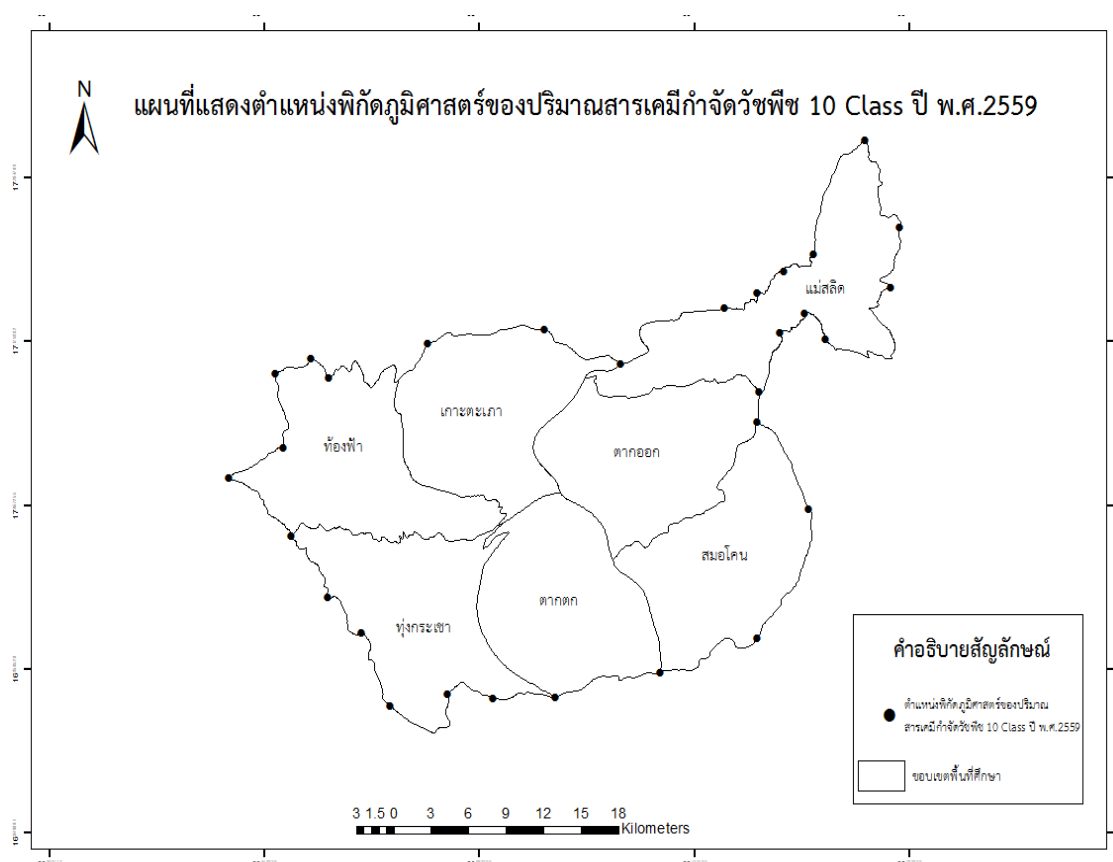 N
แผนที่แสดงตำแหน่งพิกัดภูมิศาสตร์ของปริมาณสารเคมีกำจัดวัชพืช 10 Class ปี พ.ศ.2559
แม่สลิด
เกาะตะเภา
ท้องฟ้า
ตากออก
สมอโคน
ตากตก
ทุ่งกระเชา
คำอธิบายสัญลักษณ์
ตำแหน่งพิกัดภูมิศาสตร์ของปริมาณ
สารเคมีกำจัดวัชพืช 10 Class ปี พ.ศ.2559
ขอบเขตพื้นที่ศึกษา
3 1.5 0 3 6 9 12 15 18
Kilometers